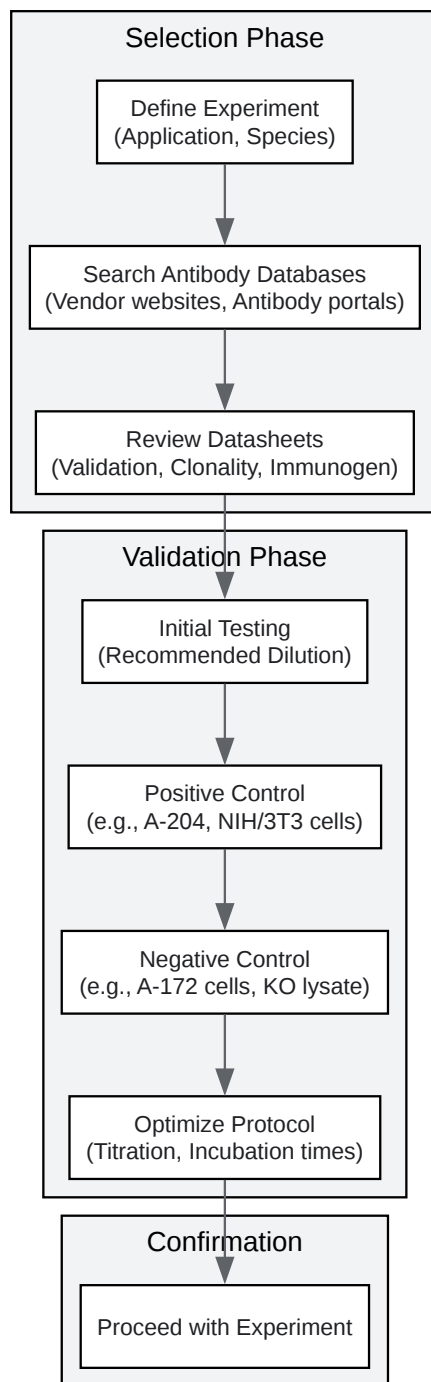 Selection Phase
Define Experiment
(Application, Species)
Search Antibody Databases
(Vendor websites, Antibody portals)
Review Datasheets
(Validation, Clonality, Immunogen)
Validation Phase
Initial Testing
(Recommended Dilution)
Positive Control
(e.g., A-204, NIH/3T3 cells)
Negative Control
(e.g., A-172 cells, KO lysate)
Optimize Protocol
(Titration, Incubation times)
Confirmation
Proceed with Experiment